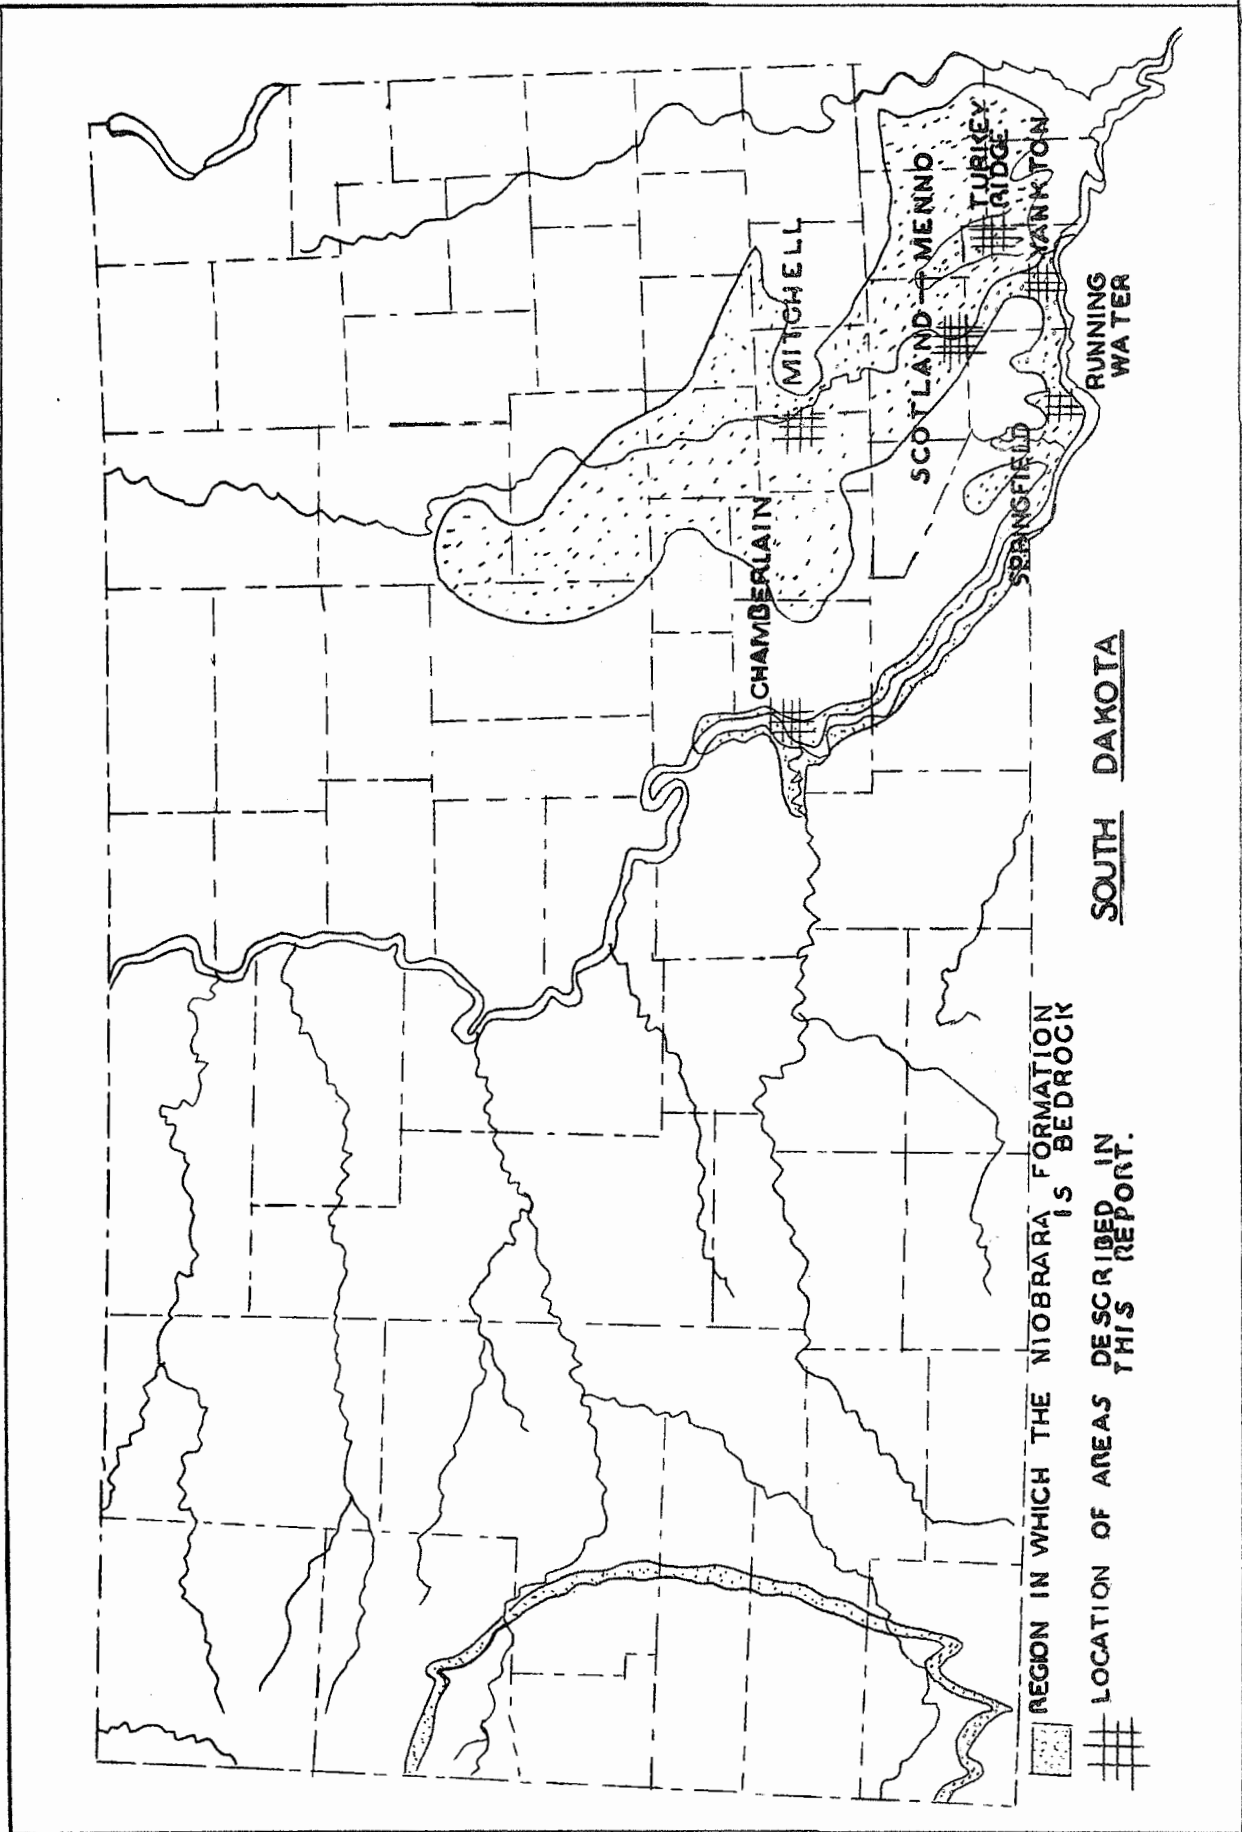 MITCHELL
CHAMBERLAIN
SCOTLAND-MENNO
TURKEY
RIDGE
YANKTON
SPRINGFIELD
RUNNING
WATER
SOUTH DAKOTA
REGION IN WHICH THE NIOBRARA FORMATION
IS BEDROCK
LOCATION OF AREAS DESCRIBED IN
THIS REPORT.